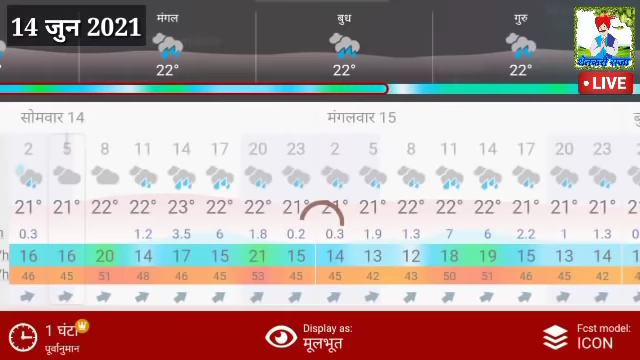 14 जुन 2021
मंगल
बुध
गुरु
22° 22° 22°
शेतकरी राजा
LIVE
सोमवार 14 मंगलवार 15
2 5 8 11 14 17 20 23 2 5 8 11 14 17 20 23
21° 21° 22° 22° 23° 22° 22° 21° 21° 21° 22° 22° 22° 22° 21° 21°
0.3 1.2 3.5 6 1.8 0.2 0.3 1.9 1.3 7 6 2.2 1 1.3
16 16 20 14 17 15 21 15 14 13 12 18 19 15 13 14
46 45 51 48 46 45 53 45 45 42 43 50 51 46 45 42
1 घंटा
पूर्वानुमान
Display as:
मूलभूत
Fcst model:
ICON